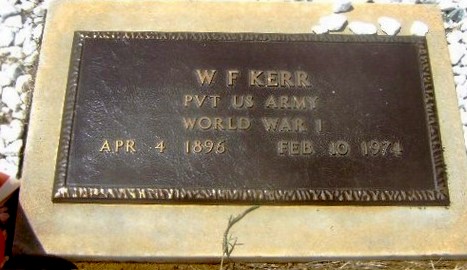 W F KERR
PVT US ARMY
WORLD WAR I
APR 4 1896 FEB 10 1974